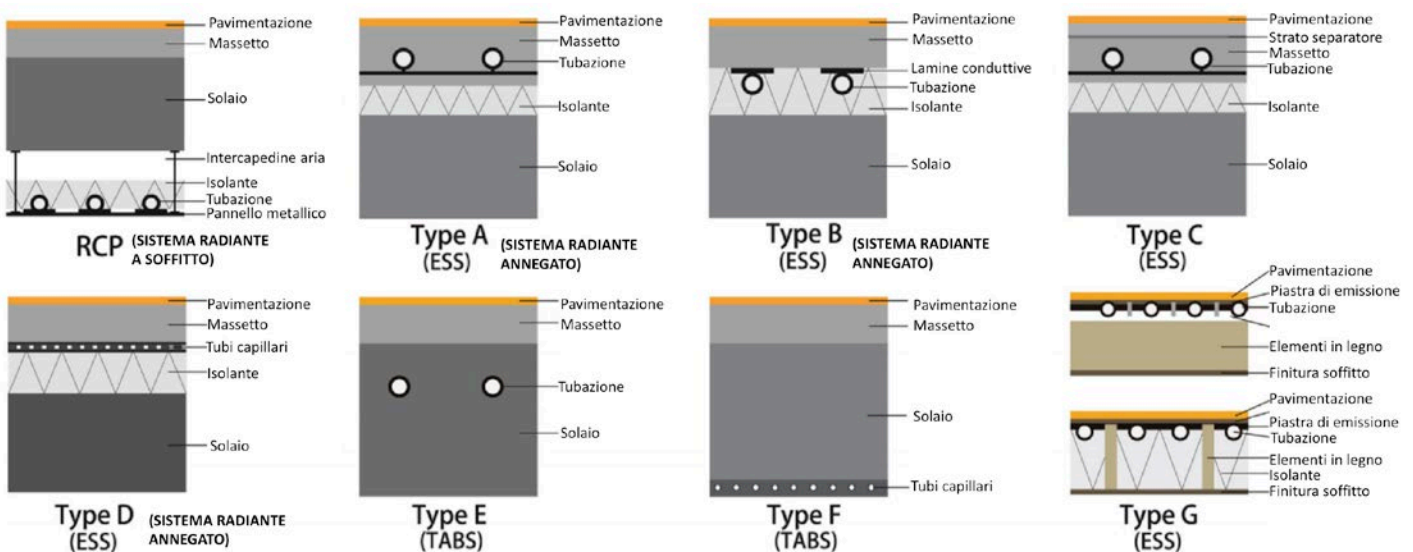 Pavimentazione
Massetto
Solaio
Intercapedine aria
Isolante
Tubazione
Pannello metallico
RCP (SISTEMA RADIANTE
A SOFFITTO)
Pavimentazione
Massetto
Tubazione
Isolante
Solaio
Type A (SISTEMA RADIANTE
(ESS) ANNEGATO)
Pavimentazione
Massetto
Lamine conduttive
Tubazione
Isolante
Solaio
Type B (SISTEMA RADIANTE
(ESS) ANNEGATO)
Pavimentazione
Strato separatore
Massetto
Tubazione
Isolante
Solaio
Type C
(ESS)
Pavimentazione
Massetto
Tubi capillari
Isolante
Solaio
Type D (SISTEMA RADIANTE
(ESS) ANNEGATO)
Pavimentazione
Massetto
Tubazione
Solaio
Type E
(TABS)
Pavimentazione
Massetto
Solaio
Tubi capillari
Type F
(TABS)
Pavimentazione
Piastra di emissione
Tubazione
Elementi in legno
Finitura soffitto
Pavimentazione
Piastra di emissione
Tubazione
Elementi in legno
Isolante
Finitura soffitto
Type G
(ESS)